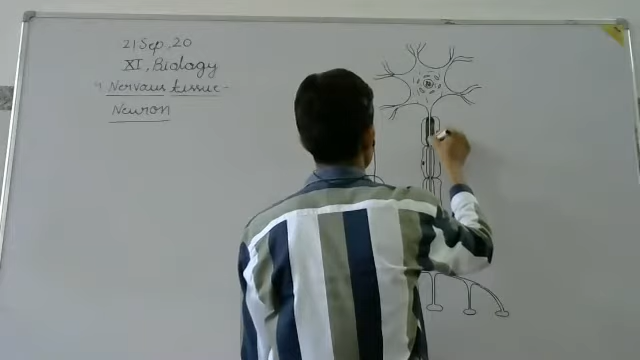 21 Sep, 20
XI, Biology
"Nervous tissue-
Neuron